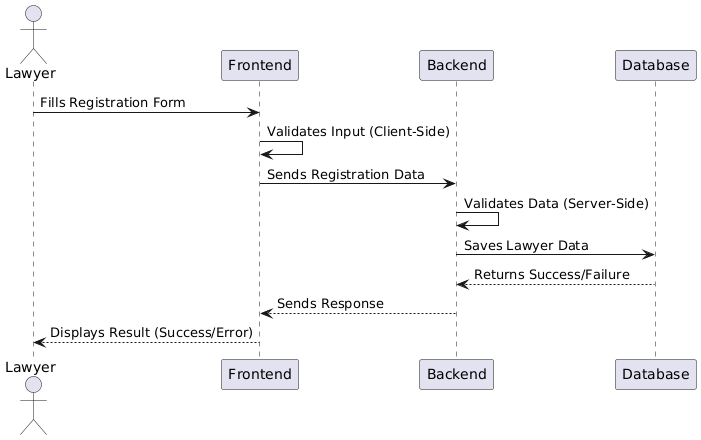 Lawyer
Frontend
Backend
Database
Fills Registration Form
Validates Input (Client-Side)
Sends Registration Data
Validates Data (Server-Side)
Saves Lawyer Data
Returns Success/Failure
Sends Response
Displays Result (Success/Error)
Lawyer
Frontend
Backend
Database